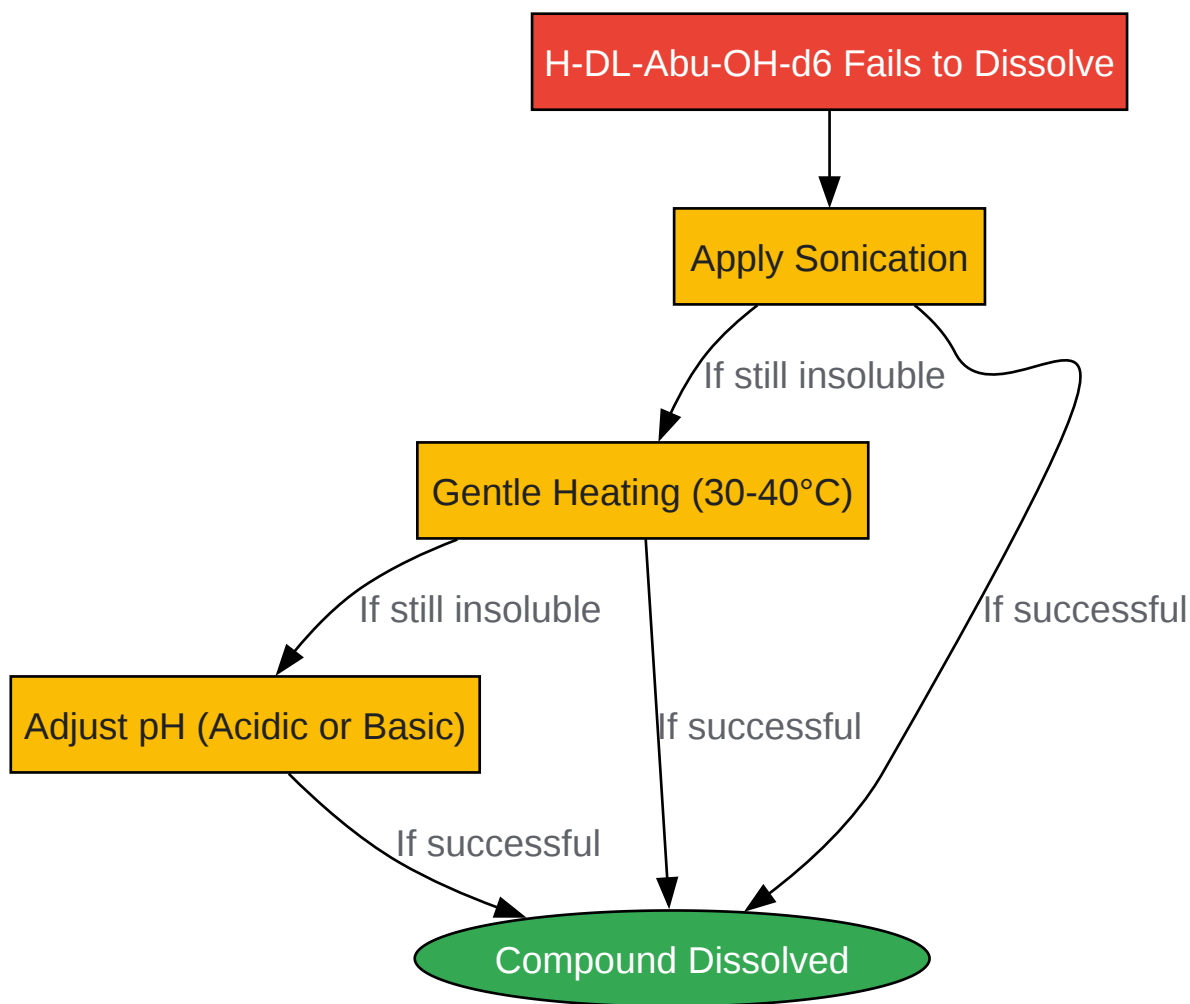 H-DL-Abu-OH-d6 Fails to Dissolve
Apply Sonication
If still insoluble
Gentle Heating (30-40°C)
If still insoluble
If successful
Adjust pH (Acidic or Basic)
If successful
If successful
Compound Dissolved